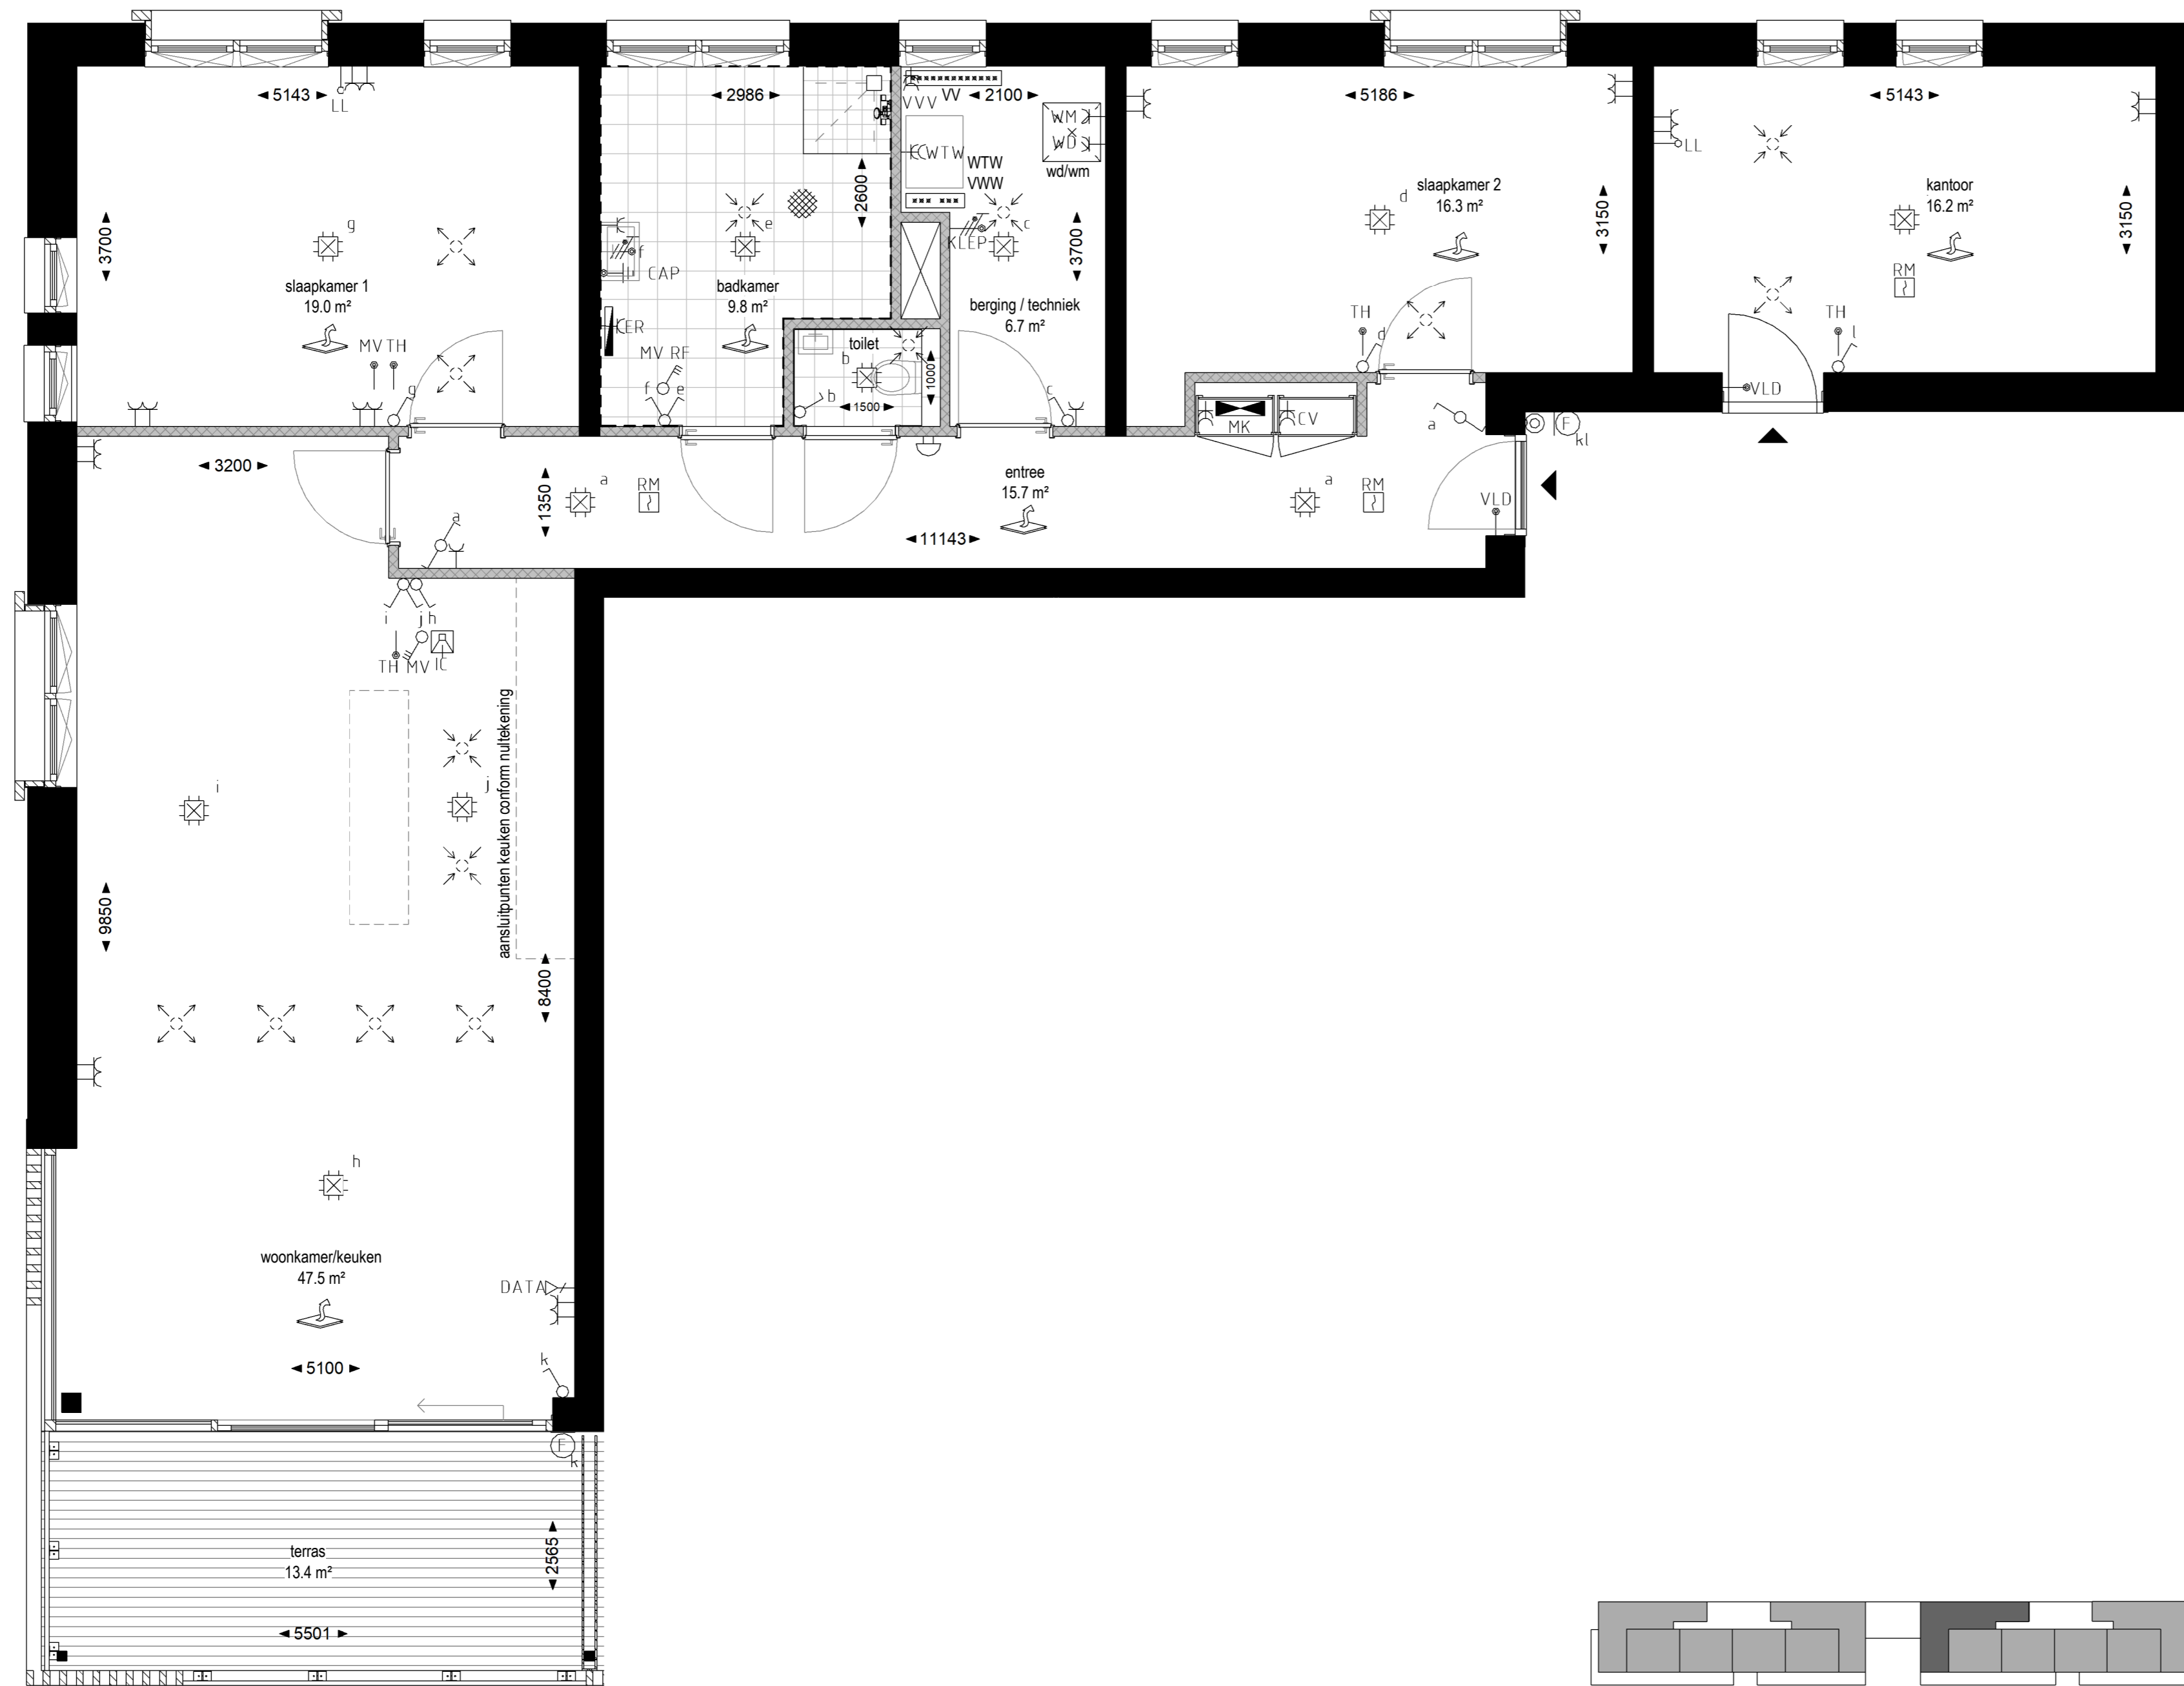 5143
LL
2986
VVV
VV
2100
WM
WD
wd/wm
5186
5143
LL
WTW
WTW
VWW
2600
e
g
d
c
f
CAP
KLEP
3700
slaapkamer 1
19.0 m²
badkamer
9.8 m²
3700
berging / techniek
6.7 m²
slaapkamer 2
16.3 m²
3150
kantoor
16.2 m²
3150
RM
MV TH
ER
MV RF
toilet
b
1000
TH
d
TH
l
g
f
e
b
1500
c
MK
CV
a
VLD
F
kl
3200
1350
a
RM
entree
15.7 m²
a
RM
VLD
a
11143
i
j h
TH MV IC
aansluitpunten keuken conform nultekening
i
j
9850
8400
h
woonkamer/keuken
47.5 m²
DATA
5100
k
F
k
terras
13.4 m²
2565
5501